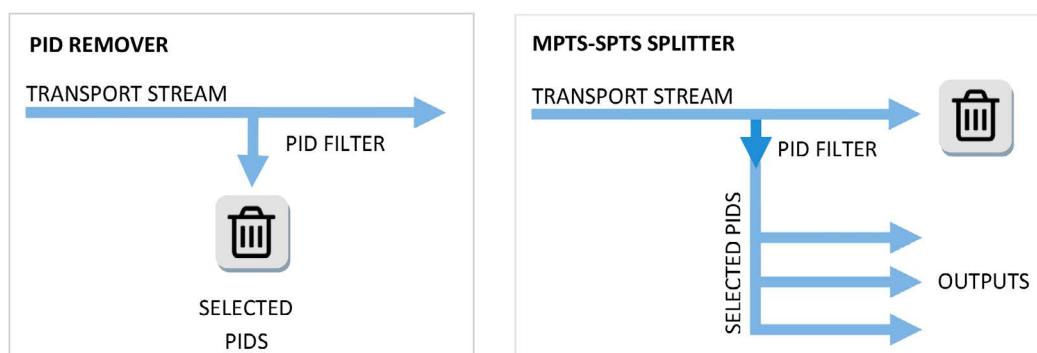 PID REMOVER
TRANSPORT STREAM
PID FILTER
SELECTED
PIDS
MPTS-SPTS SPLITTER
TRANSPORT STREAM
PID FILTER
SELECTED PIDS
OUTPUTS